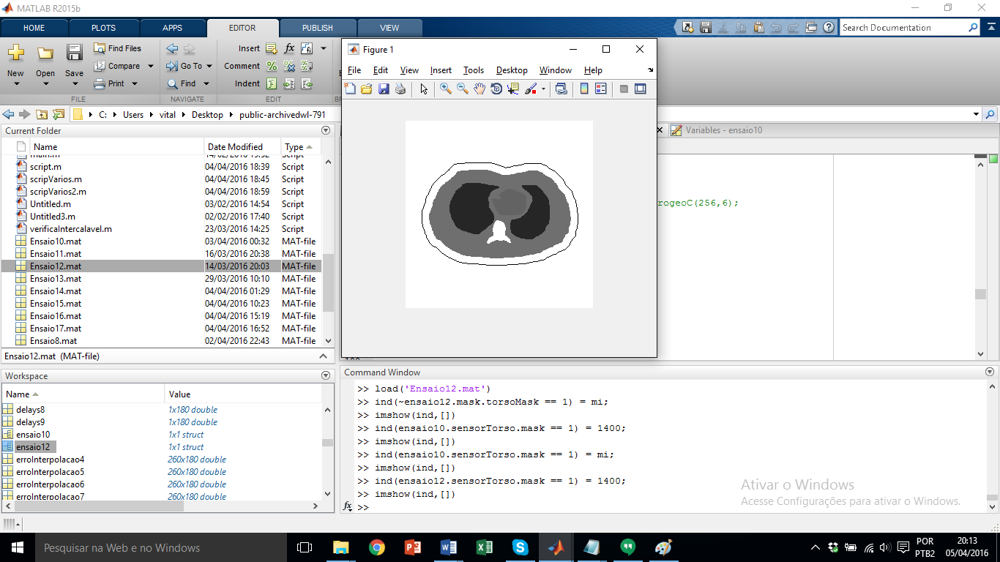 MATLAB R2015b
HOME PLOTS APPS EDITOR PUBLISH VIEW
Search Documentation
New Open Save
Find Files
Compare
Print
FILE
Go To
Find
NAVIGATE
Insert fx
Comment
Indent
EDIT
Figure 1
File Edit View Insert Tools Desktop Window Help
C: Users vital Desktop public-archivedwl-791
Current Folder
Name Date Modified Type
main.m Script
script.m 04/04/2016 18:39 Script
scripVarios.m 04/04/2016 18:45 Script
scripVarios2.m 04/04/2016 18:59 Script
Untitled.m 03/02/2016 14:54 Script
Untitled3.m 02/02/2016 17:40 Script
verificaIntercalavel.m 23/03/2016 14:25 Script
Ensaio10.mat 03/04/2016 00:32 MAT-file
Ensaio11.mat 16/03/2016 20:38 MAT-file
Ensaio12.mat 14/03/2016 20:03 MAT-file
Ensaio13.mat 29/03/2016 10:10 MAT-file
Ensaio14.mat 04/04/2016 01:29 MAT-file
Ensaio15.mat 04/04/2016 10:23 MAT-file
Ensaio16.mat 04/04/2016 15:19 MAT-file
Ensaio17.mat 04/04/2016 16:52 MAT-file
Ensaio8.mat 02/04/2016 22:43 MAT-file
Ensaio12.mat (MAT-file)
Variables - ensaio10
rogeoC(256,6);
Workspace
Name Value
delays8 1x180 double
delays9 1x180 double
ensaio10 1x1 struct
ensaio12 1x1 struct
erroInterpolacao4 260x180 double
erroInterpolacao5 260x180 double
erroInterpolacao6 260x180 double
erroInterpolacao7 260x180 double
Command Window
>> load('Ensaio12.mat')
>> ind(~ensaio12.mask.torsoMask == 1) = mi;
>> imshow(ind,[])
>> ind(ensaio10.sensorTorso.mask == 1) = 1400;
>> imshow(ind,[])
>> ind(ensaio10.sensorTorso.mask == 1) = mi;
>> imshow(ind,[])
>> ind(ensaio12.sensorTorso.mask == 1) = 1400;
>> imshow(ind,[])
fx >>
Ativar o Windows
Acesse Configurações para ativar o Windows.
Pesquisar na Web e no Windows
POR
PTB2
20:13
05/04/2016